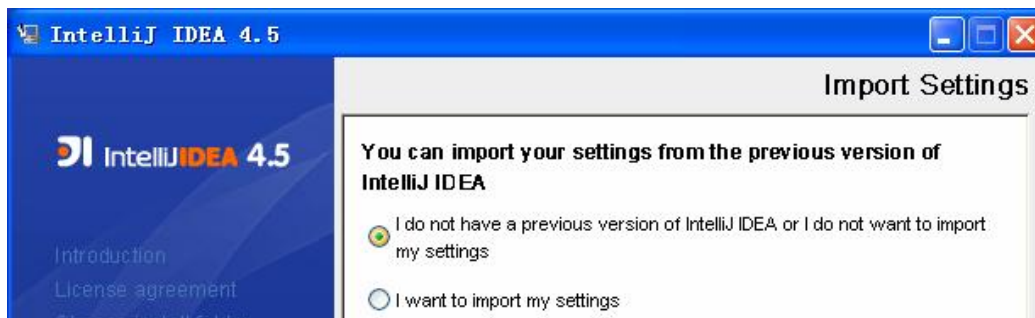 IntelliJ IDEA 4.5
Import Settings
IntelliJIDEA 4.5
You can import your settings from the previous version of
IntelliJ IDEA
I do not have a previous version of IntelliJ IDEA or I do not want to import
my settings
Introduction
License agreement
I want to import my settings